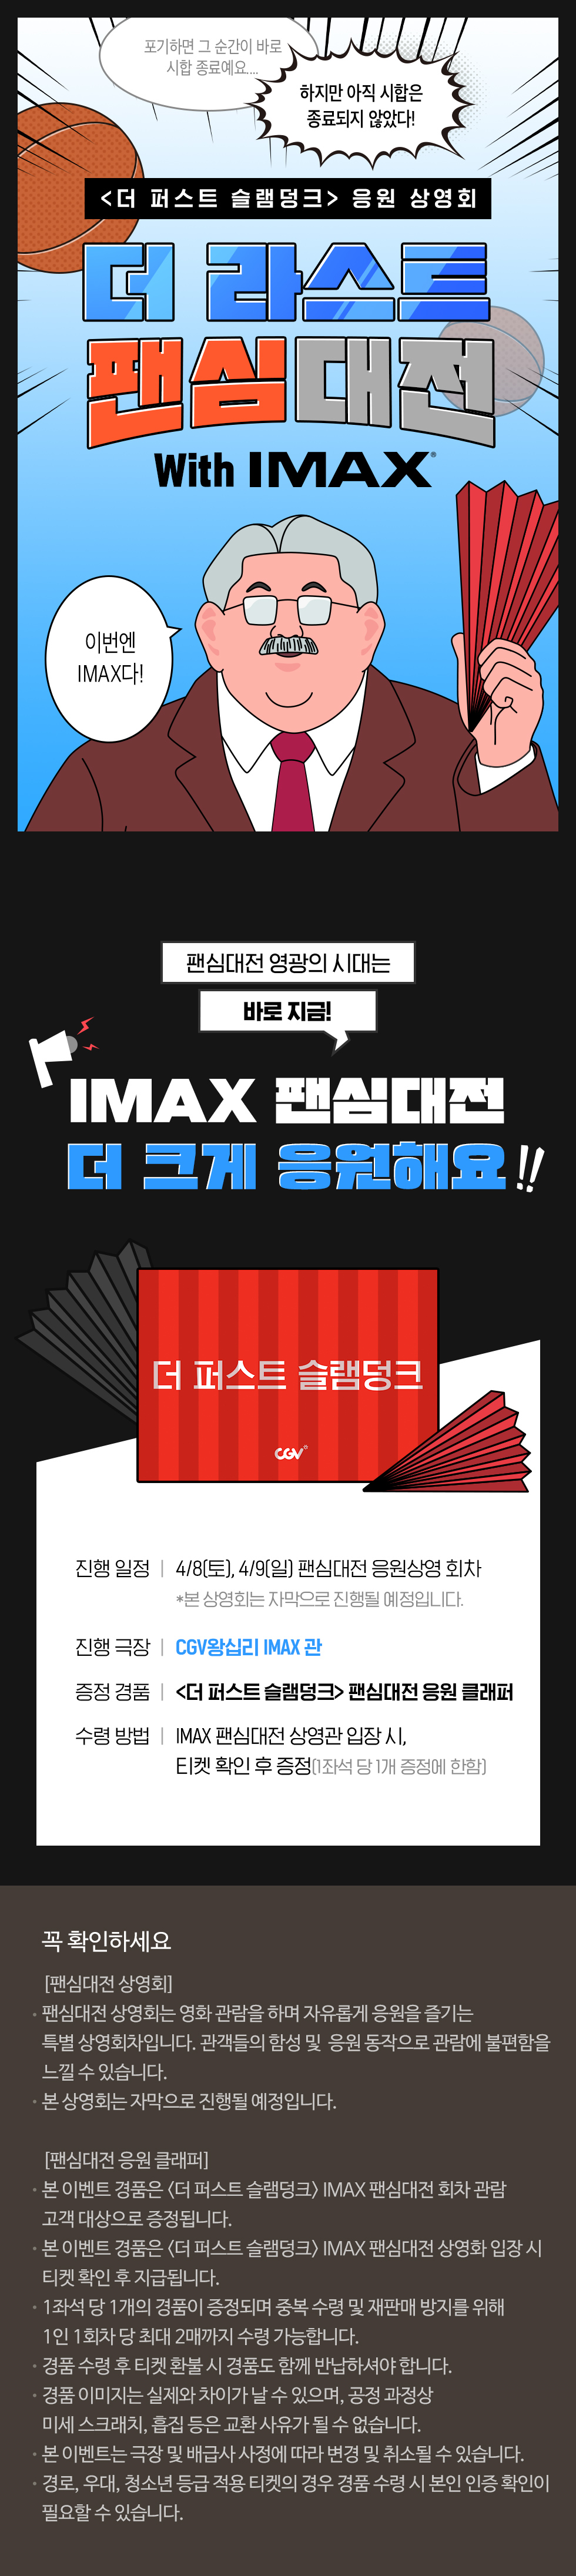 포기하면 그 순간이 바로
시합 종료예요....
하지만 아직 시합은
종료되지 않았다!
<더 퍼스트 슬램덩크> 응원 상영회
더 라스트
팬심대전
With IMAX®
이번엔
IMAX다!
팬심대전 영광의 시대는
바로 지금!
IMAX 팬심대전
더 크게 응원해요!!
더 퍼스트 슬램덩크
CGV
진행 일정 | 4/8(토), 4/9(일) 팬심대전 응원상영 회차
*본 상영회는 자막으로 진행될 예정입니다.
진행 극장 | CGV왕십리 IMAX 관
증정 경품 | <더 퍼스트 슬램덩크> 팬심대전 응원 클래퍼
수령 방법 | IMAX 팬심대전 상영관 입장 시,
티켓 확인 후 증정(1좌석 당 1개 증정에 한함)
꼭 확인하세요
[팬심대전 상영회]
• 팬심대전 상영회는 영화 관람을 하며 자유롭게 응원을 즐기는
특별 상영회차입니다. 관객들의 함성 및 응원 동작으로 관람에 불편함을
느낄 수 있습니다.
• 본 상영회는 자막으로 진행될 예정입니다.
[팬심대전 응원 클래퍼]
• 본 이벤트 경품은 <더 퍼스트 슬램덩크> IMAX 팬심대전 회차 관람
고객 대상으로 증정됩니다.
• 본 이벤트 경품은 <더 퍼스트 슬램덩크> IMAX 팬심대전 상영화 입장 시
티켓 확인 후 지급됩니다.
• 1좌석 당 1개의 경품이 증정되며 중복 수령 및 재판매 방지를 위해
1인 1회차 당 최대 2매까지 수령 가능합니다.
• 경품 수령 후 티켓 환불 시 경품도 함께 반납하셔야 합니다.
• 경품 이미지는 실제와 차이가 날 수 있으며, 공정 과정상
미세 스크래치, 흠집 등은 교환 사유가 될 수 없습니다.
• 본 이벤트는 극장 및 배급사 사정에 따라 변경 및 취소될 수 있습니다.
• 경로, 우대, 청소년 등급 적용 티켓의 경우 경품 수령 시 본인 인증 확인이
필요할 수 있습니다.